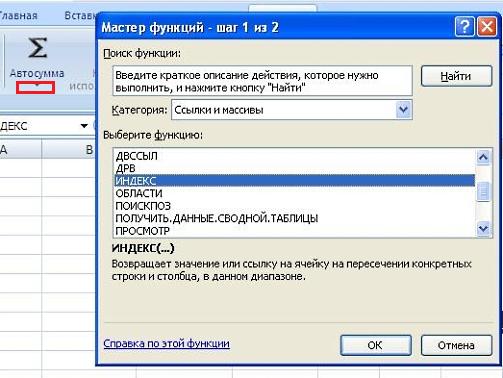 Главная
Вставк
Σ
Автосумма
испол
ДЕКС
A
B
Мастер функций - шаг 1 из 2
Поиск функции:
Введите краткое описание действия, которое нужно
выполнить, и нажмите кнопку "Найти"
Найти
Категория: Ссылки и массивы
Выберите функцию:
ДВССЫЛ
ДРВ
ИНДЕКС
ОБЛАСТИ
ПОИСКПОЗ
ПОЛУЧИТЬ.ДАННЫЕ.СВОДНОЙ.ТАБЛИЦЫ
ПРОСМОТР
ИНДЕКС(...)
Возвращает значение или ссылку на ячейку на пересечении конкретных
строки и столбца, в данном диапазоне.
Справка по этой функции
ОК
Отмена